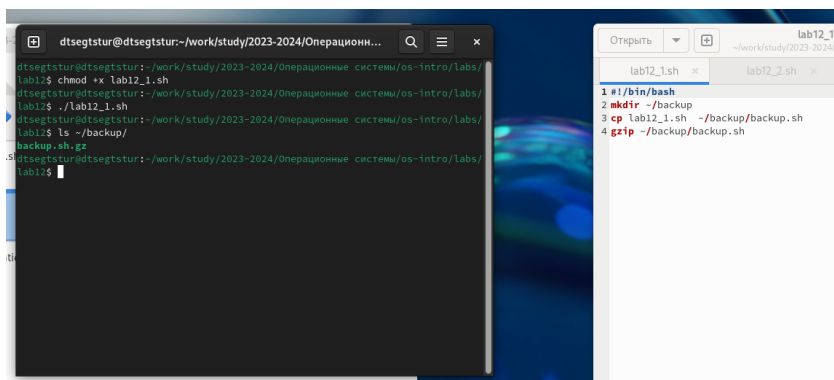 dtsegtstur@dtsegtstur:~/work/study/2023-2024/Операционн...
dtsegtstur@dtsegtstur:~/work/study/2023-2024/Операционные системы/os-intro/labs/
lab12$ chmod +x lab12_1.sh
dtsegtstur@dtsegtstur:~/work/study/2023-2024/Операционные системы/os-intro/labs/
lab12$ ./lab12_1.sh
dtsegtstur@dtsegtstur:~/work/study/2023-2024/Операционные системы/os-intro/labs/
lab12$ ls ~/backup/
backup.sh.gz
dtsegtstur@dtsegtstur:~/work/study/2023-2024/Операционные системы/os-intro/labs/
lab12$
Открыть
lab12_1
~/work/study/2023-2024/
lab12_1.sh ×
lab12_2.sh ×
1 #!/bin/bash
2 mkdir ~/backup
3 cp lab12_1.sh  ~/backup/backup.sh
4 gzip ~/backup/backup.sh